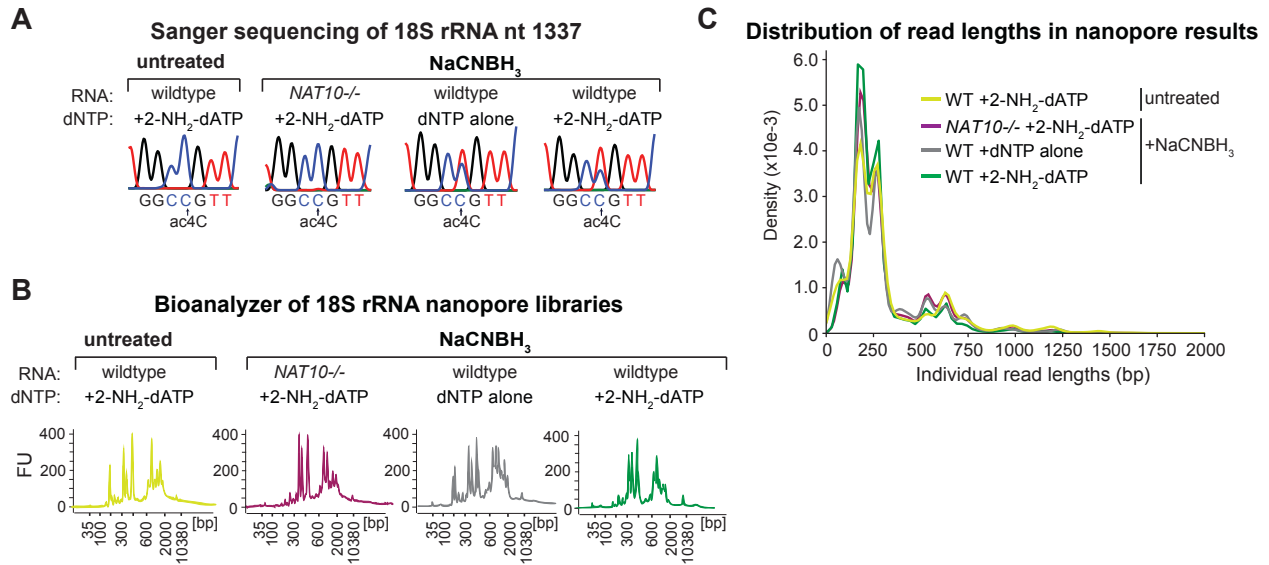 A
Sanger sequencing of 18S rRNA nt 1337
untreated
NaCNBH3
RNA:
wildtype
NAT10-/-
wildtype
wildtype
dNTP:
+2-NH2-dATP
+2-NH2-dATP
dNTP alone
+2-NH2-dATP
GGCCGTT
GGCCGTT
GGCCGTT
GGCCGTT
ac4C
ac4C
ac4C
ac4C
B
Bioanalyzer of 18S rRNA nanopore libraries
untreated
NaCNBH3
RNA:
wildtype
NAT10-/-
wildtype
wildtype
dNTP:
+2-NH2-dATP
+2-NH2-dATP
dNTP alone
+2-NH2-dATP
FU
400
200
0
35
100
300
600
2000
10380
[bp]
400
200
0
35
100
300
600
2000
10380
[bp]
400
200
0
35
100
300
600
2000
10380
[bp]
400
200
0
35
100
300
600
2000
10380
[bp]
C
Distribution of read lengths in nanopore results
Density (x10e-3)
6.0
5.0
4.0
3.0
2.0
1.0
0
0
250
500
750
1000
1250
1500
1750
2000
Individual read lengths (bp)
WT +2-NH2-dATP
untreated
NAT10-/- +2-NH2-dATP
WT +dNTP alone
WT +2-NH2-dATP
+NaCNBH3